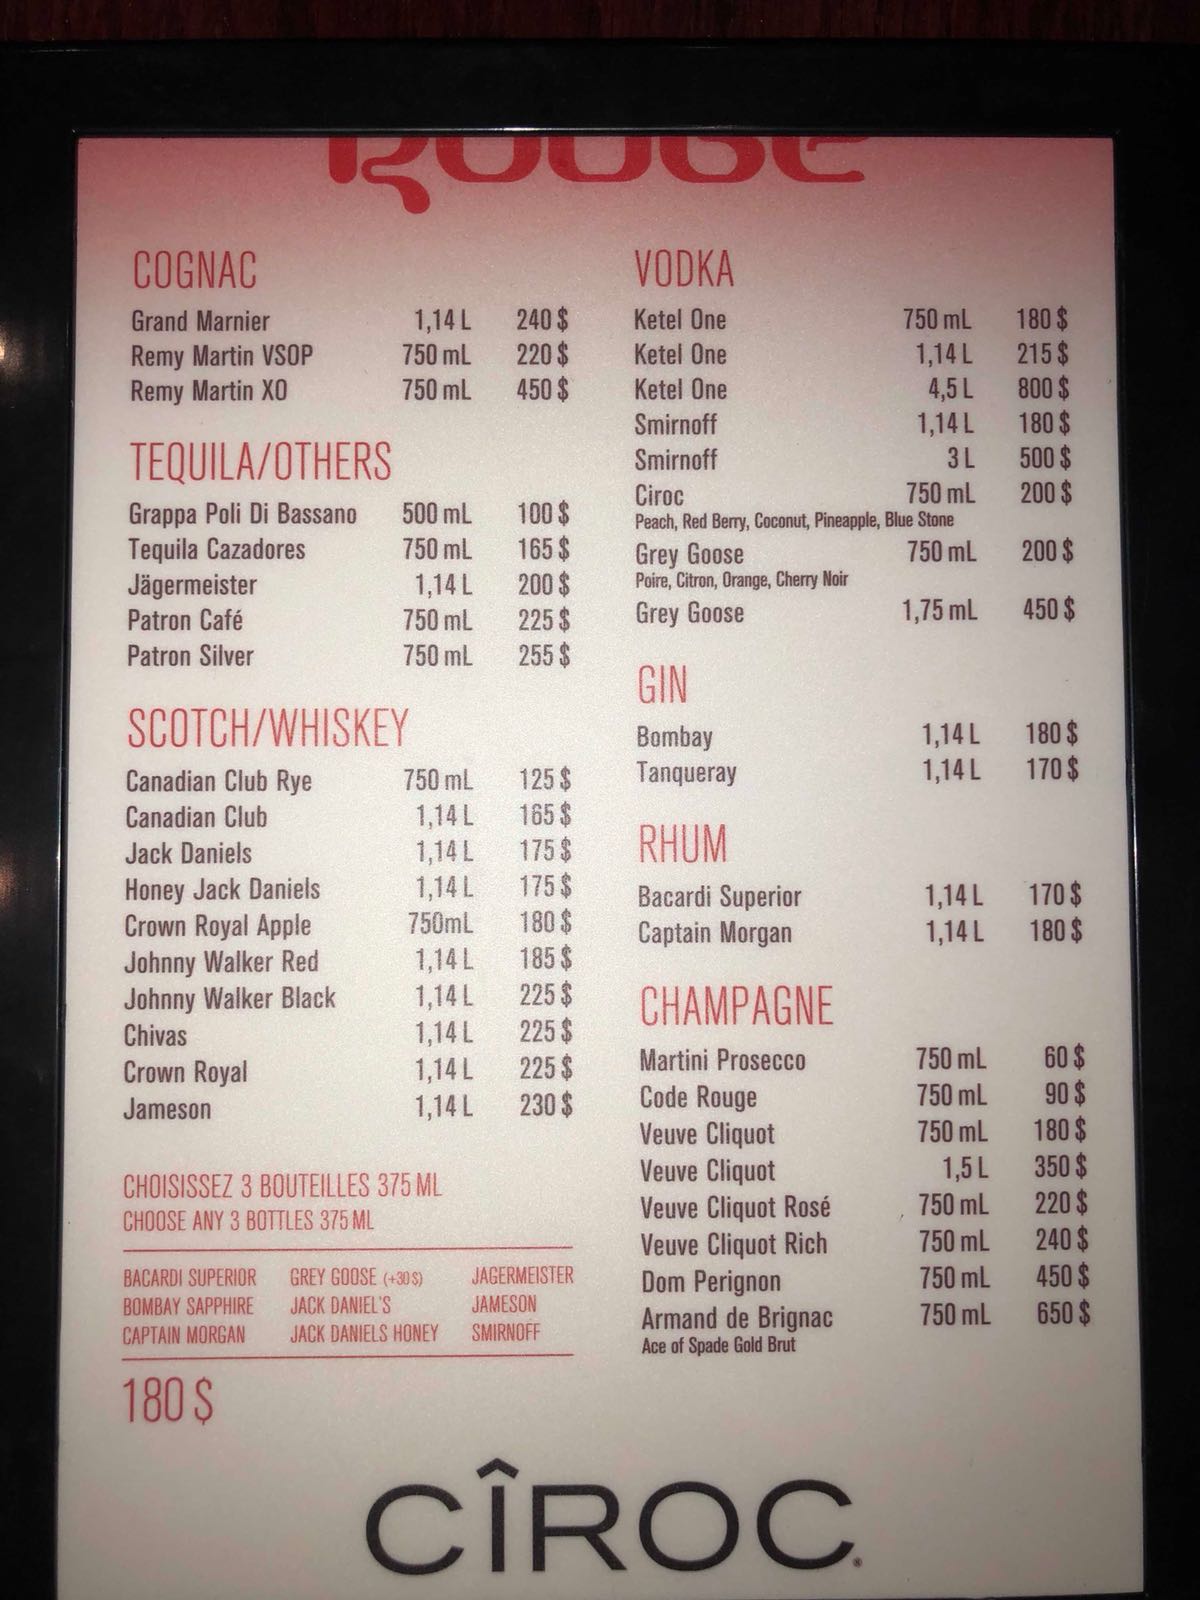 ROUGE
COGNAC
Grand Marnier 1,14 L 240 $
Remy Martin VSOP 750 mL 220 $
Remy Martin XO 750 mL 450 $
TEQUILA/OTHERS
Grappa Poli Di Bassano 500 mL 100 $
Tequila Cazadores 750 mL 165 $
Jägermeister 1,14 L 200 $
Patron Café 750 mL 225 $
Patron Silver 750 mL 255 $
SCOTCH/WHISKEY
Canadian Club Rye 750 mL 125 $
Canadian Club 1,14 L 165 $
Jack Daniels 1,14 L 175 $
Honey Jack Daniels 1,14 L 175 $
Crown Royal Apple 750mL 180 $
Johnny Walker Red 1,14 L 185 $
Johnny Walker Black 1,14 L 225 $
Chivas 1,14 L 225 $
Crown Royal 1,14 L 225 $
Jameson 1,14 L 230 $
CHOISISSEZ 3 BOUTEILLES 375 ML
CHOOSE ANY 3 BOTTLES 375 ML
BACARDI SUPERIOR GREY GOOSE (+30 $) JAGERMEISTER
BOMBAY SAPPHIRE JACK DANIEL'S JAMESON
CAPTAIN MORGAN JACK DANIELS HONEY SMIRNOFF
180 $
VODKA
Ketel One 750 mL 180 $
Ketel One 1,14 L 215 $
Ketel One 4,5 L 800 $
Smirnoff 1,14 L 180 $
Smirnoff 3 L 500 $
Ciroc 750 mL 200 $
Peach, Red Berry, Coconut, Pineapple, Blue Stone
Grey Goose 750 mL 200 $
Poire, Citron, Orange, Cherry Noir
Grey Goose 1,75 mL 450 $
GIN
Bombay 1,14 L 180 $
Tanqueray 1,14 L 170 $
RHUM
Bacardi Superior 1,14 L 170 $
Captain Morgan 1,14 L 180 $
CHAMPAGNE
Martini Prosecco 750 mL 60 $
Code Rouge 750 mL 90 $
Veuve Cliquot 750 mL 180 $
Veuve Cliquot 1,5 L 350 $
Veuve Cliquot Rosé 750 mL 220 $
Veuve Cliquot Rich 750 mL 240 $
Dom Perignon 750 mL 450 $
Armand de Brignac 750 mL 650 $
Ace of Spade Gold Brut
CÎROC®